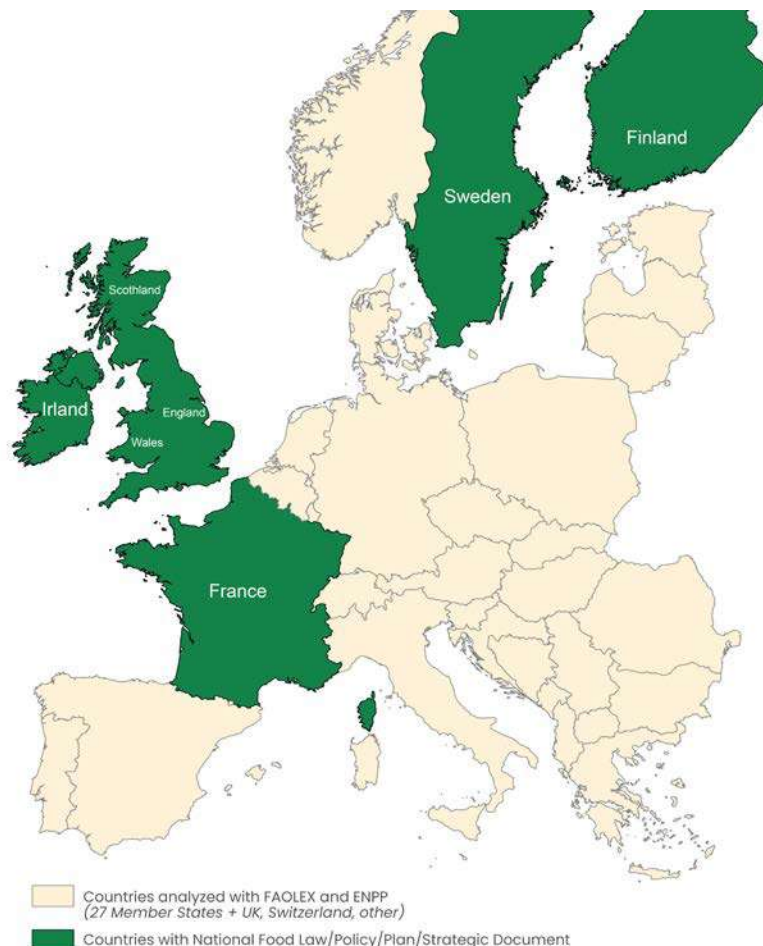 Finland
Sweden
Scothland
Irland
England
Wales
France
Countries analyzed with FAOLEX and ENPP
(27 Member States + UK, Switzerland, other)
Countries with National Food Law/Policy/Plan/Strategic Document